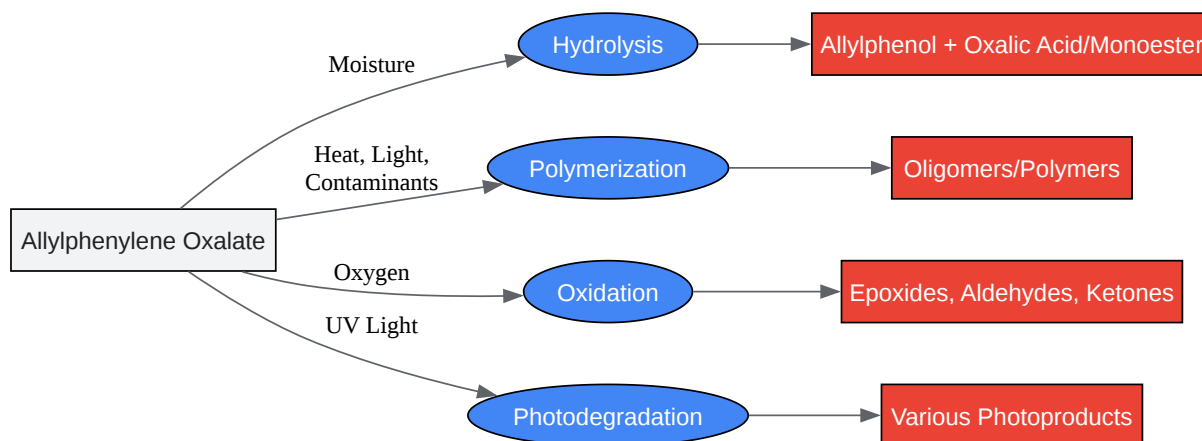 Hydrolysis
Allylphenol + Oxalic Acid/Monoester
Moisture
Heat, Light,
Contaminants
Polymerization
Oligomers/Polymers
Allylphenylene Oxalate
Oxygen
Oxidation
Epoxides, Aldehydes, Ketones
UV Light
Photodegradation
Various Photoproducts